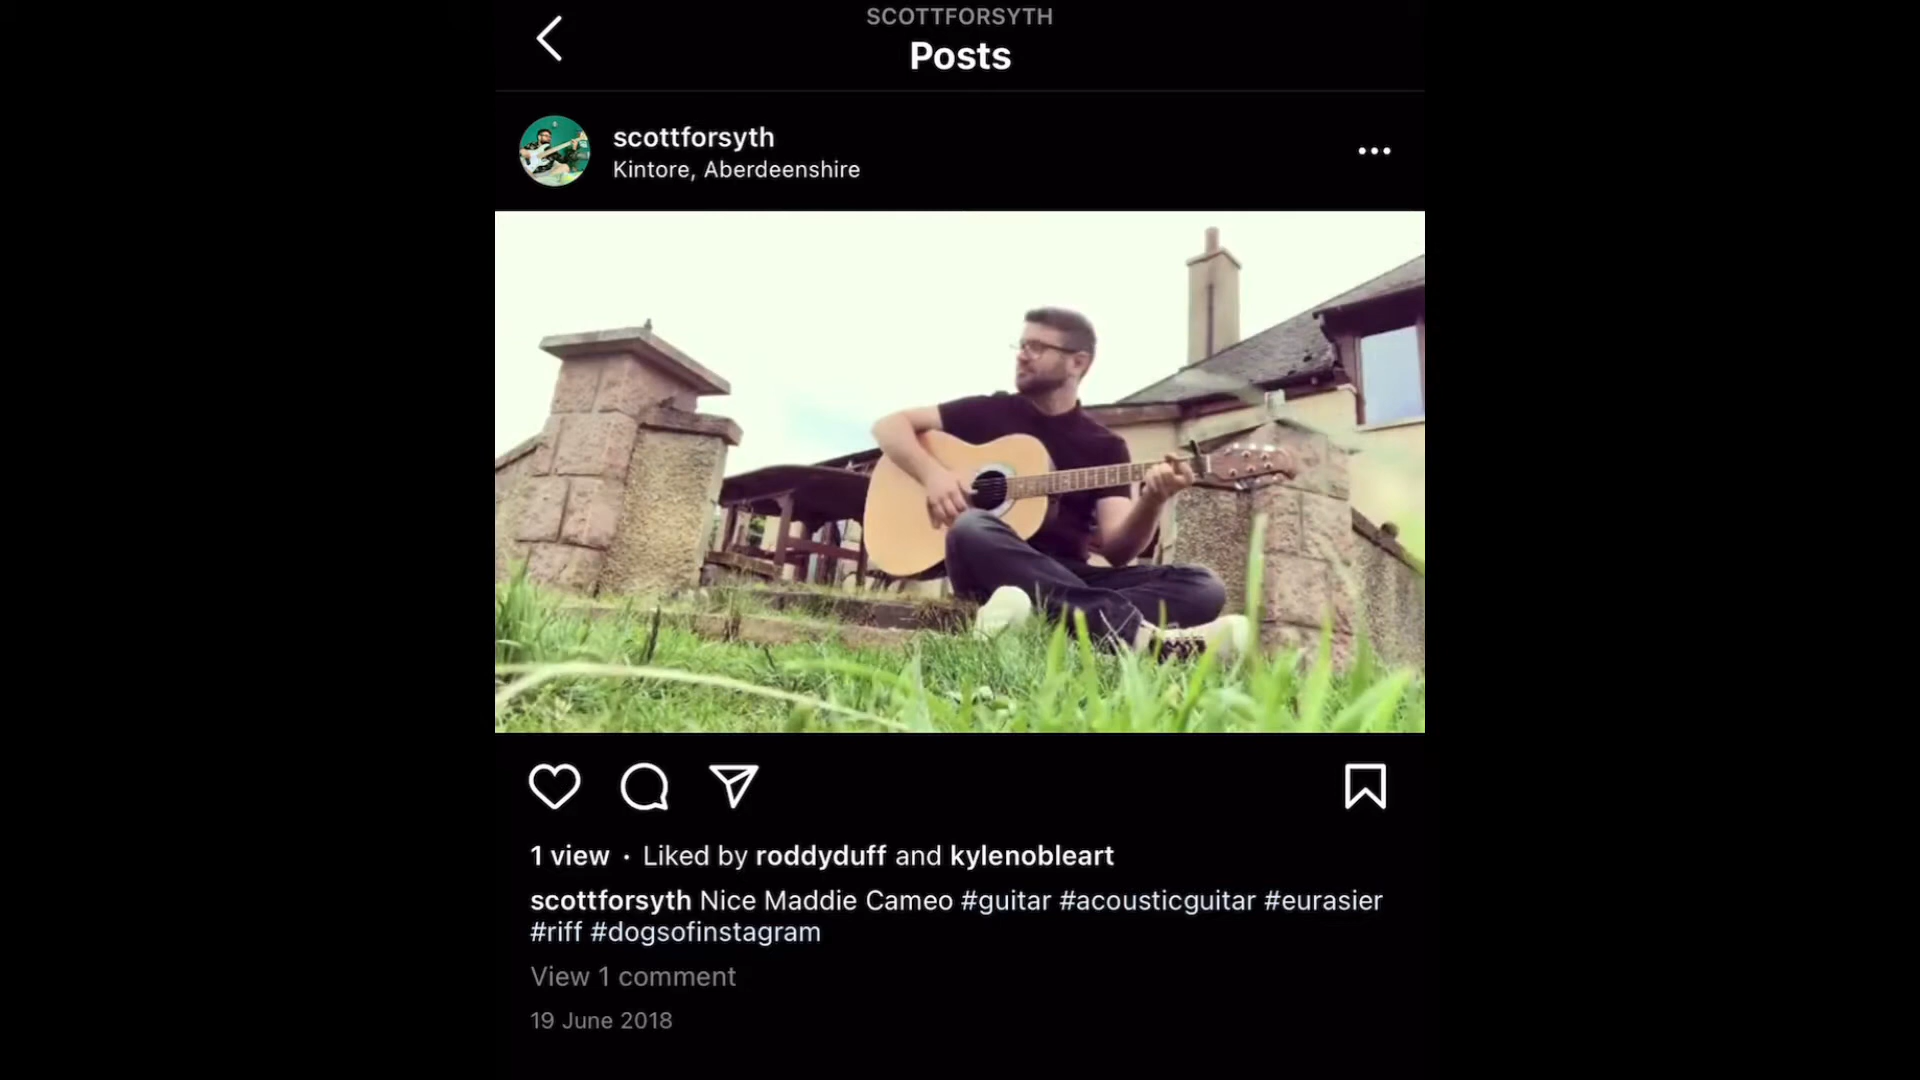 SCOTTFORSYTH
Posts
scottforsyth
Kintore, Aberdeenshire
1 view · Liked by roddyduff and kylenobleart
scottforsyth Nice Maddie Cameo #guitar #acousticguitar #eurasier
#riff #dogsofinstagram
View 1 comment
19 June 2018